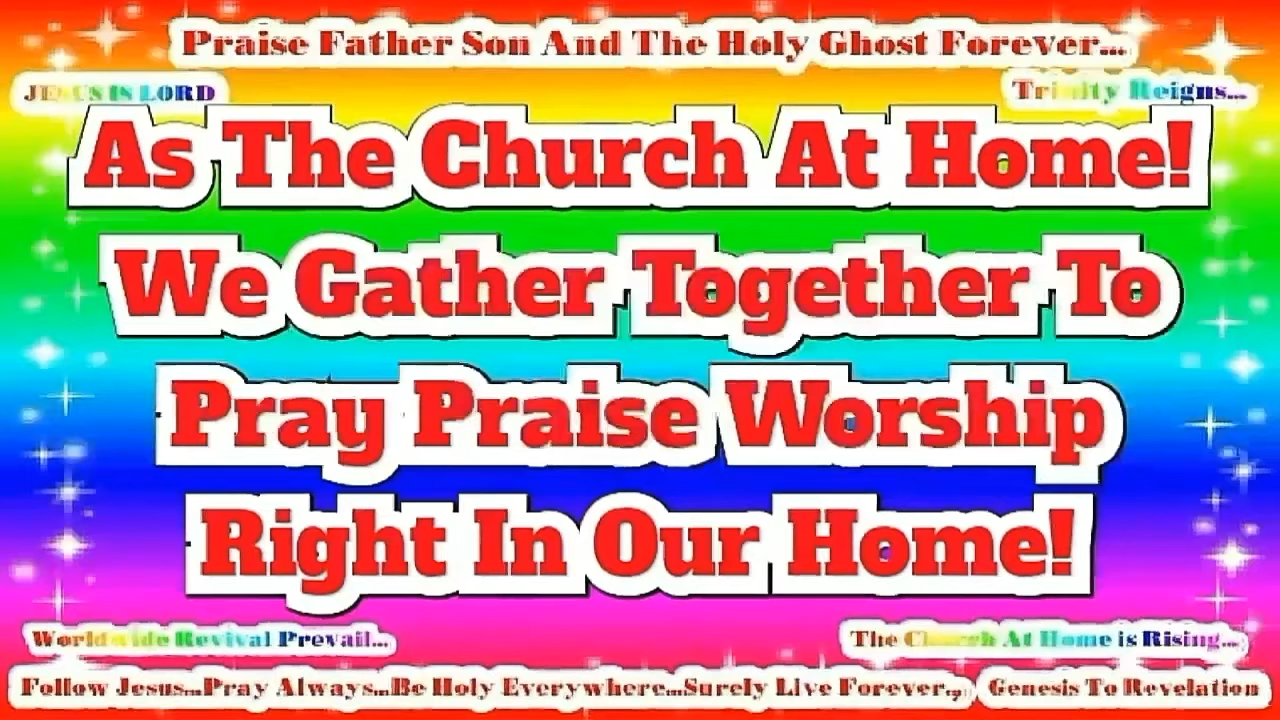 Praise Father Son And The Holy Ghost Forever...
JESUS IS LORD
Trinity Reigns...
As The Church At Home!
We Gather Together To
Pray Praise Worship
Right In Our Home!
Worldwide Revival Prevail...
The Church At Home is Rising...
Follow Jesus...Pray Always...Be Holy Everywhere...Surely Live Forever...,
Genesis To Revelation